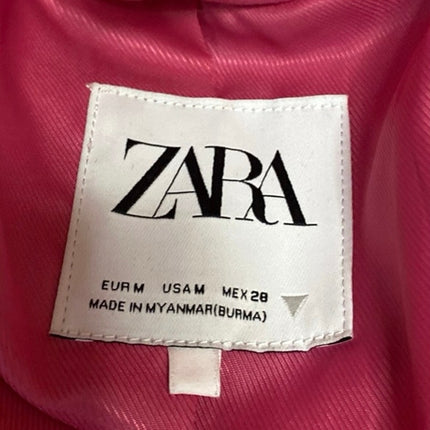 ZARA
EUR M USA M MEX 28
MADE IN MYANMAR(BURMA)